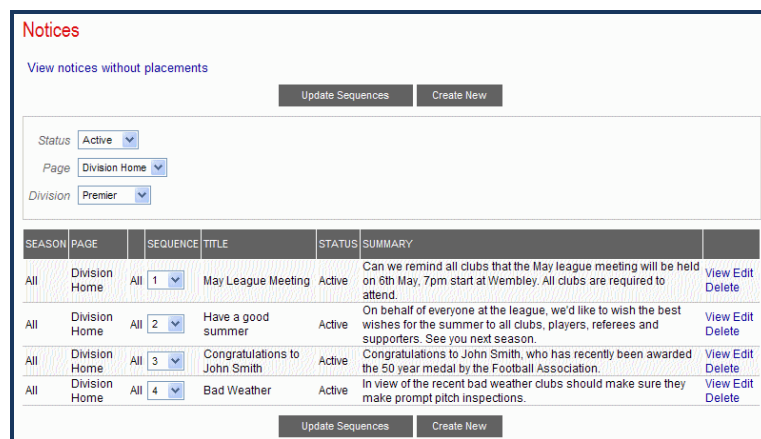 Notices
View notices without placements
Update Sequences Create New
Status Active
Page Division Home
Division Premier
SEASON PAGE SEQUENCE TITLE STATUS SUMMARY
All Division Home All 1 May League Meeting Active Can we remind all clubs that the May league meeting will be held on 6th May, 7pm start at Wembley. All clubs are required to attend. View Edit Delete
All Division Home All 2 Have a good summer Active On behalf of everyone at the league, we'd like to wish the best wishes for the summer to all clubs, players, referees and supporters. See you next season. View Edit Delete
All Division Home All 3 Congratulations to John Smith Active Congratulations to John Smith, who has recently been awarded the 50 year medal by the Football Association. View Edit Delete
All Division Home All 4 Bad Weather Active In view of the recent bad weather clubs should make sure they make prompt pitch inspections. View Edit Delete
Update Sequences Create New